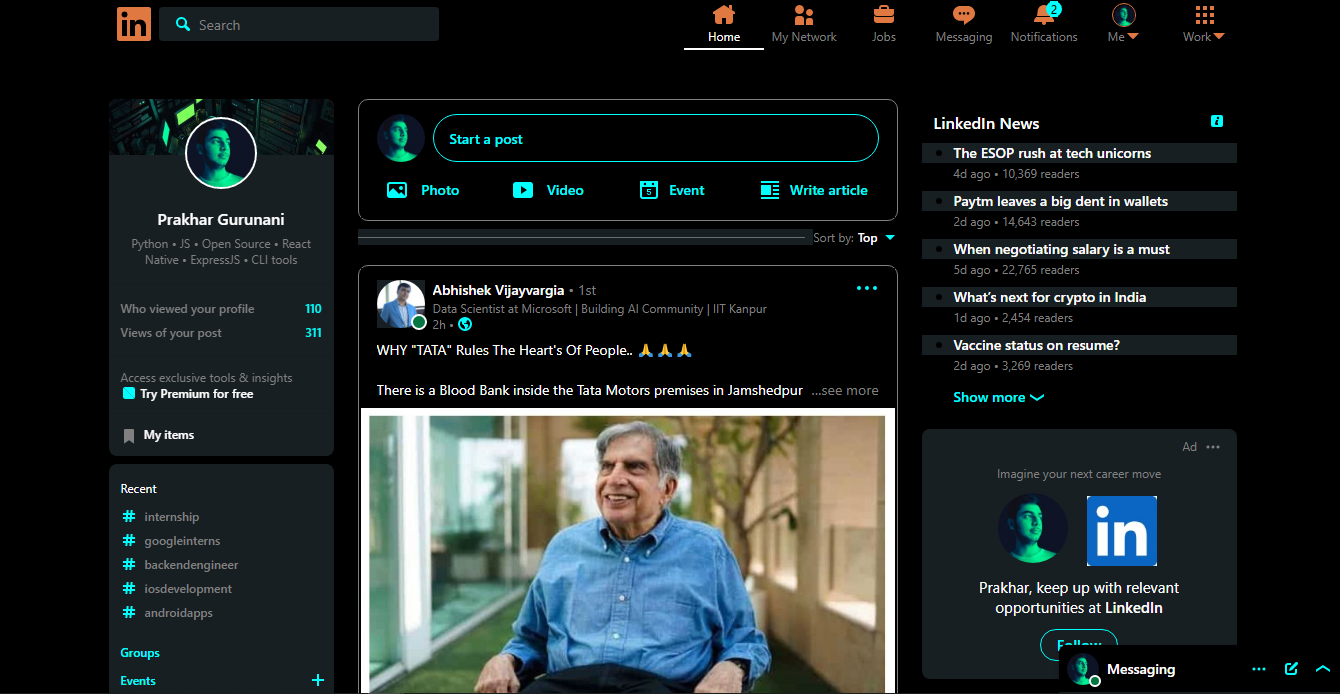 in
Search
Home
My Network
Jobs
Messaging
2
Notifications
Me
Work
Prakhar Gurunani
Python • JS • Open Source • React
Native • ExpressJS • CLI tools
Who viewed your profile 110
Views of your post 311
Access exclusive tools & insights
Try Premium for free
My items
Recent
# internship
# googleinterns
# backendengineer
# iosdevelopment
# androidapps
Groups
Events +
Start a post
Photo
Video
5
Event
Write article
Sort by: Top
Abhishek Vijayvargia • 1st
Data Scientist at Microsoft | Building AI Community | IIT Kanpur
2h •
WHY "TATA" Rules The Heart's Of People.. 🙏 🙏 🙏
There is a Blood Bank inside the Tata Motors premises in Jamshedpur ...see more
LinkedIn News
i
The ESOP rush at tech unicorns
4d ago • 10,369 readers
Paytm leaves a big dent in wallets
2d ago • 14,643 readers
When negotiating salary is a must
5d ago • 22,765 readers
What's next for crypto in India
1d ago • 2,454 readers
Vaccine status on resume?
2d ago • 3,269 readers
Show more
Ad •••
Imagine your next career move
in
Prakhar, keep up with relevant
opportunities at LinkedIn
Follow
Messaging